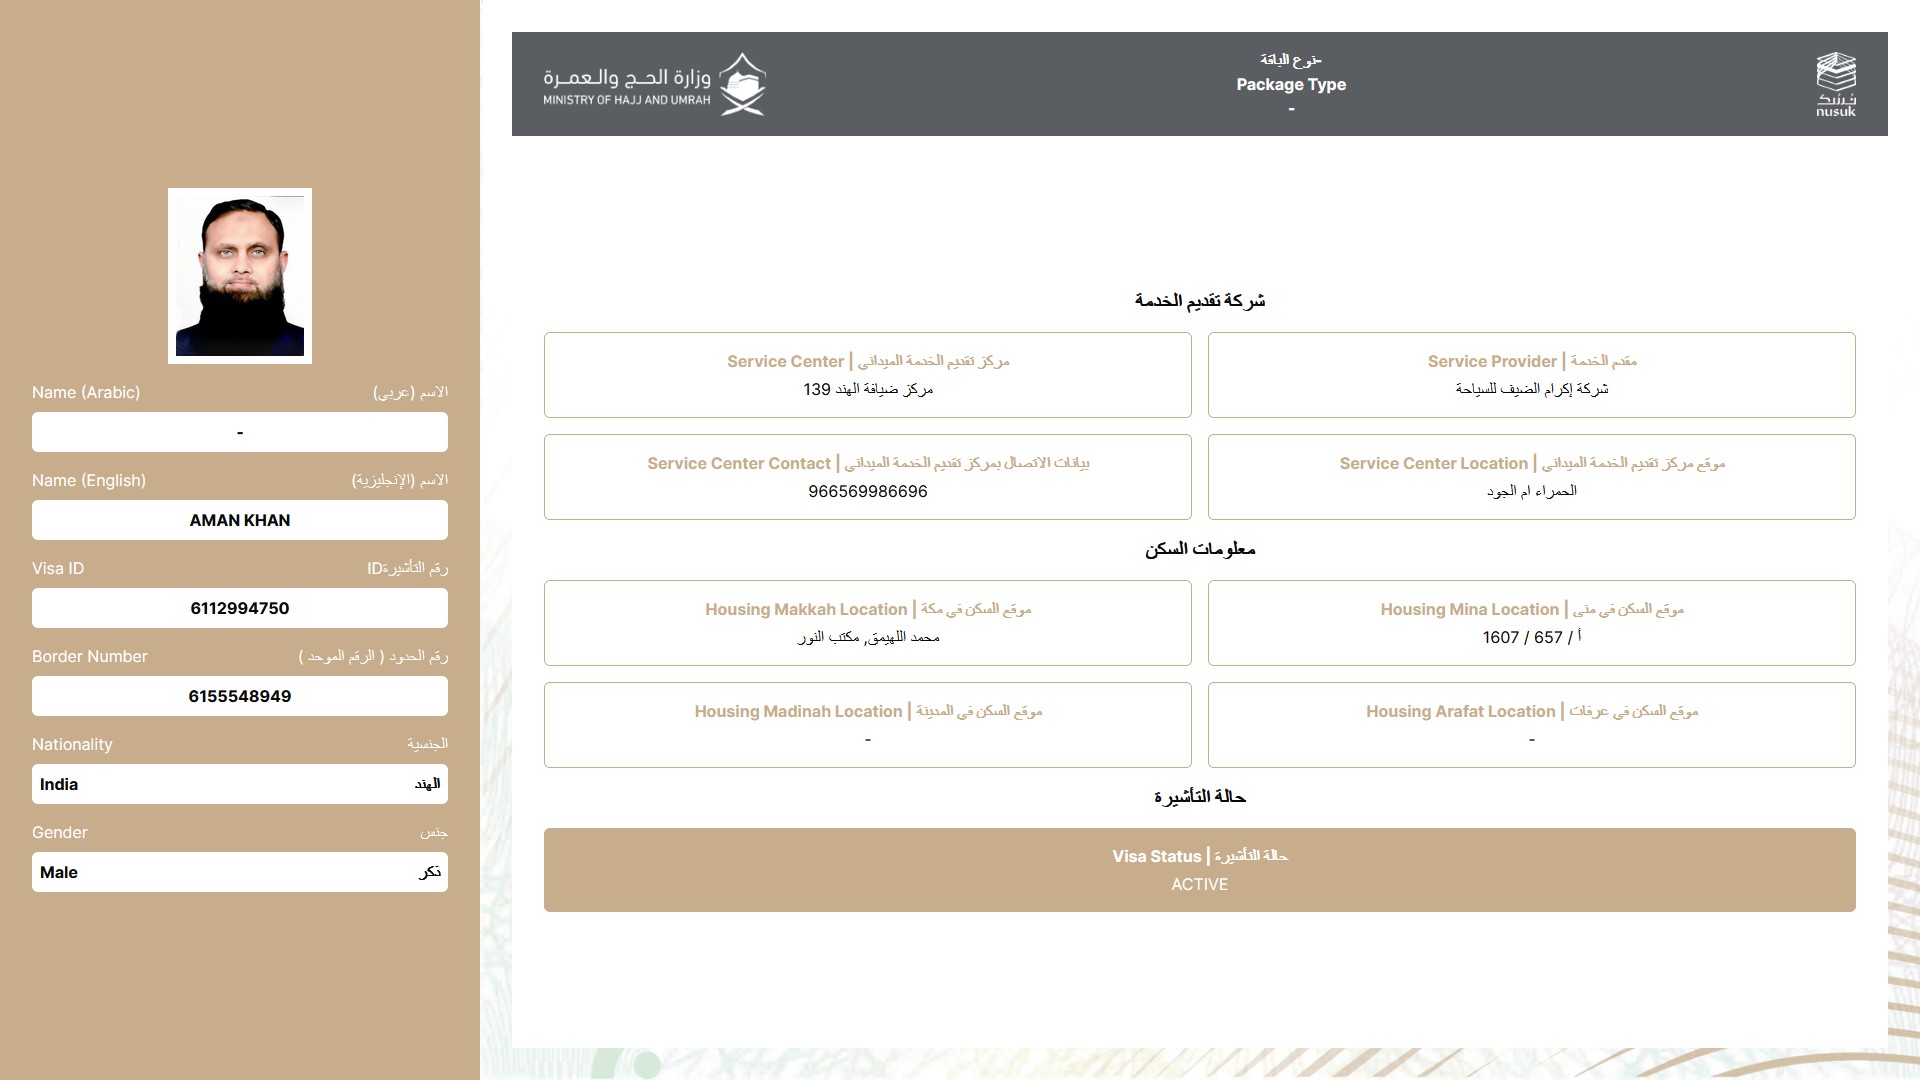 وزارة الحج والعمرة
MINISTRY OF HAJJ AND UMRAH
نوع الباقة-
Package Type
-
نُسُك
nusuk
Name (Arabic) الاسم (عربي)
-
Name (English) الاسم (الإنجليزية)
AMAN KHAN
Visa ID رقم التأشيرةID
6112994750
Border Number رقم الحدود ( الرقم الموحد )
6155548949
Nationality الجنسية
India الهند
Gender جنس
Male ذكر
شركة تقديم الخدمة
Service Center | مركز تقديم الخدمة الميداني
مركز ضيافة الهند 139
Service Provider | مقدم الخدمة
شركة إكرام الضيف للسياحة
Service Center Contact | بيانات الاتصال بمركز تقديم الخدمة الميداني
966569986696
Service Center Location | موقع مركز تقديم الخدمة الميداني
الحمراء ام الجود
معلومات السكن
Housing Makkah Location | موقع السكن في مكة
محمد اللهيمق, مكتب النور
Housing Mina Location | موقع السكن في منى
أ / 657 / 1607
Housing Madinah Location | موقع السكن في المدينة
-
Housing Arafat Location | موقع السكن في عرفات
-
حالة التأشيرة
Visa Status | حالة التأشيرة
ACTIVE